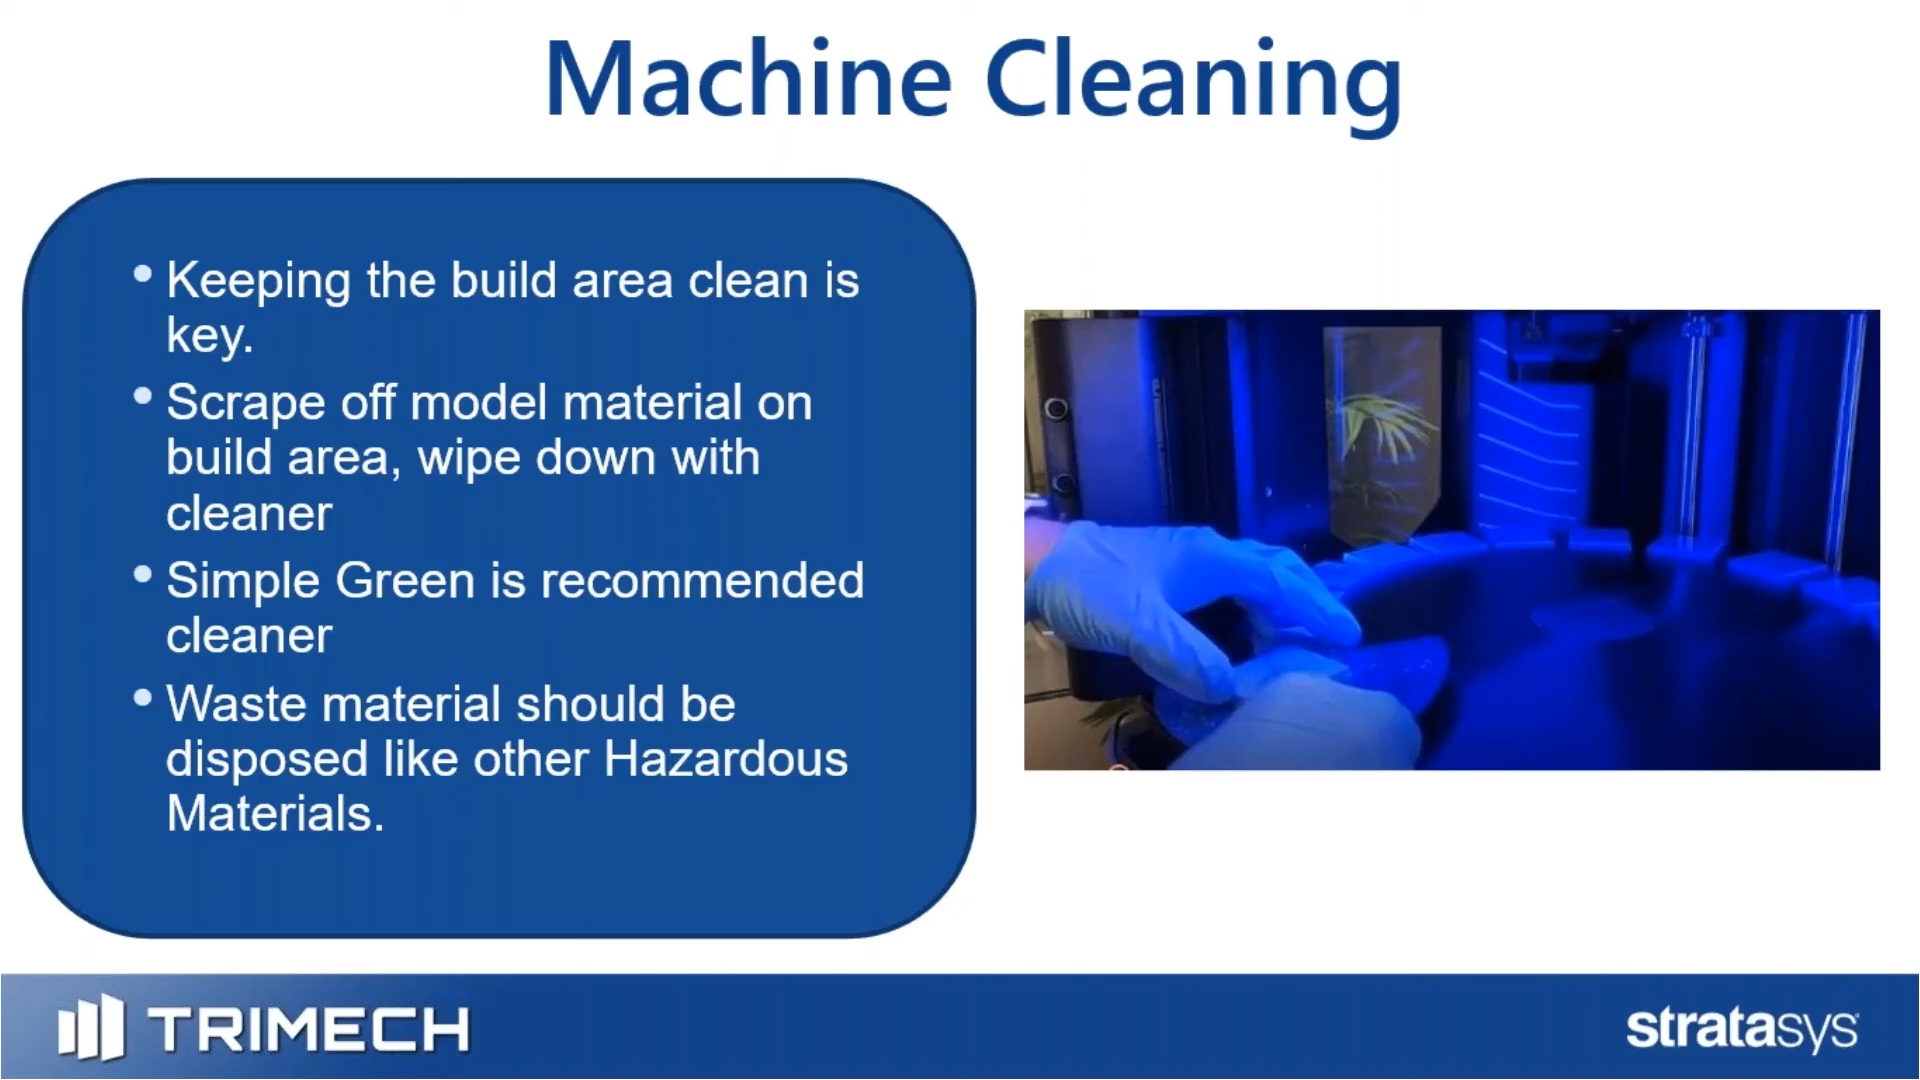 Machine Cleaning
• Keeping the build area clean is
key.
• Scrape off model material on
build area, wipe down with
cleaner
• Simple Green is recommended
cleaner
• Waste material should be
disposed like other Hazardous
Materials.
TRIMECH
stratasys